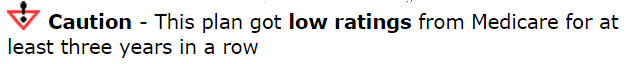 Caution - This plan got low ratings from Medicare for at
least three years in a row